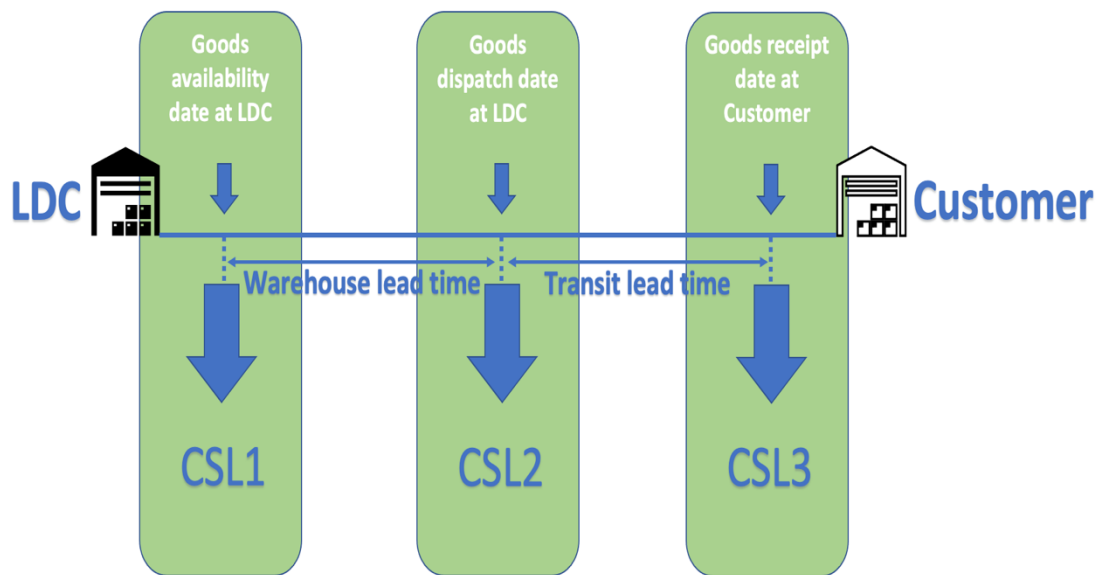 Goods
availability
date at LDC
Goods
dispatch date
at LDC
Goods receipt
date at
Customer
LDC
Customer
Warehouse lead time
Transit lead time
CSL1
CSL2
CSL3